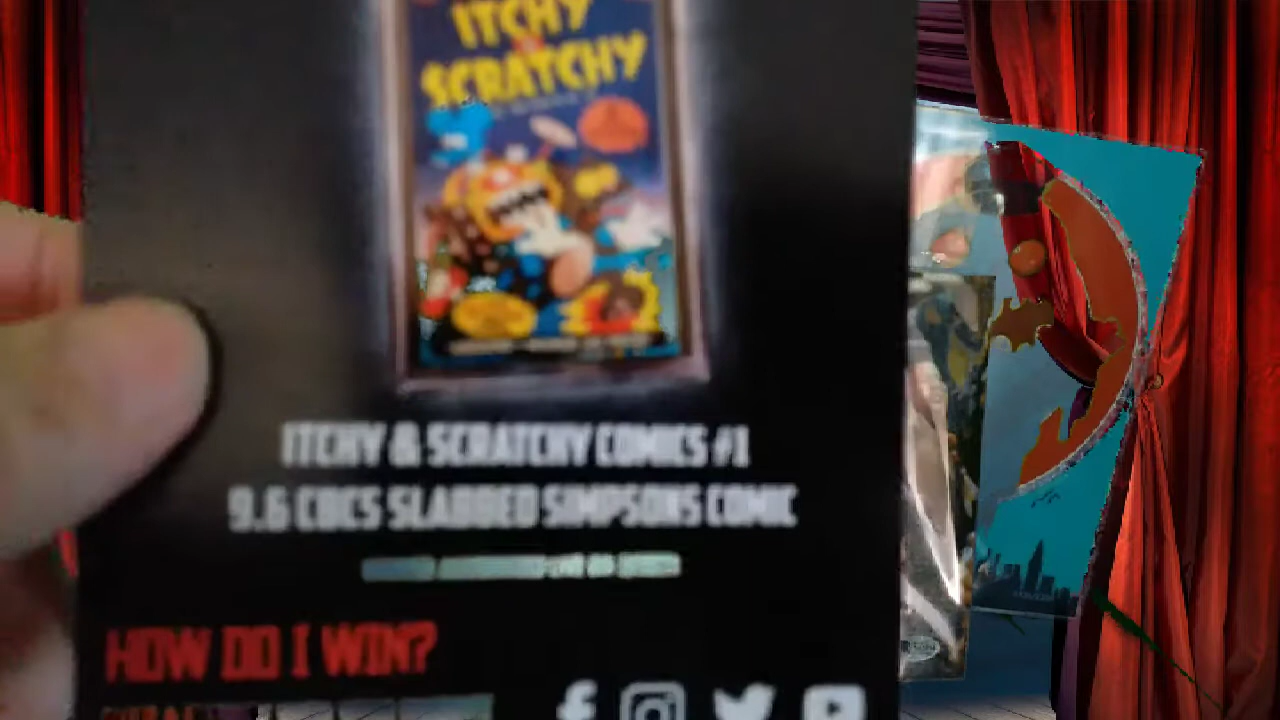 ITCHY
SCRATCHY
ITCHY & SCRATCHY COMICS #1
9.6 CBCS SLABBED SIMPSONS COMIC
HOW DO I WIN?